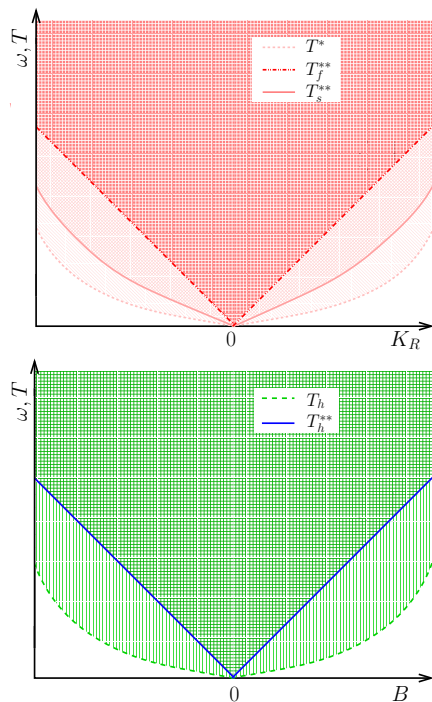 ω, T
T*
T_f**
T_s**
0
K_R
ω, T
T_h
T_h**
0
B